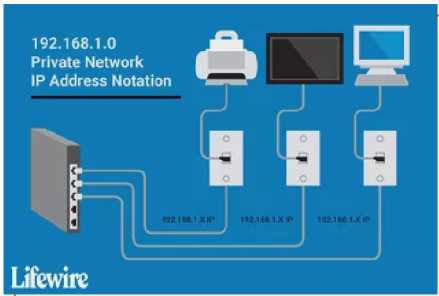 192.168.1.0
Private Network
IP Address Notation
192.168.1.X IP 192.168.1.X IP 192.168.1.X IP
Lifewire